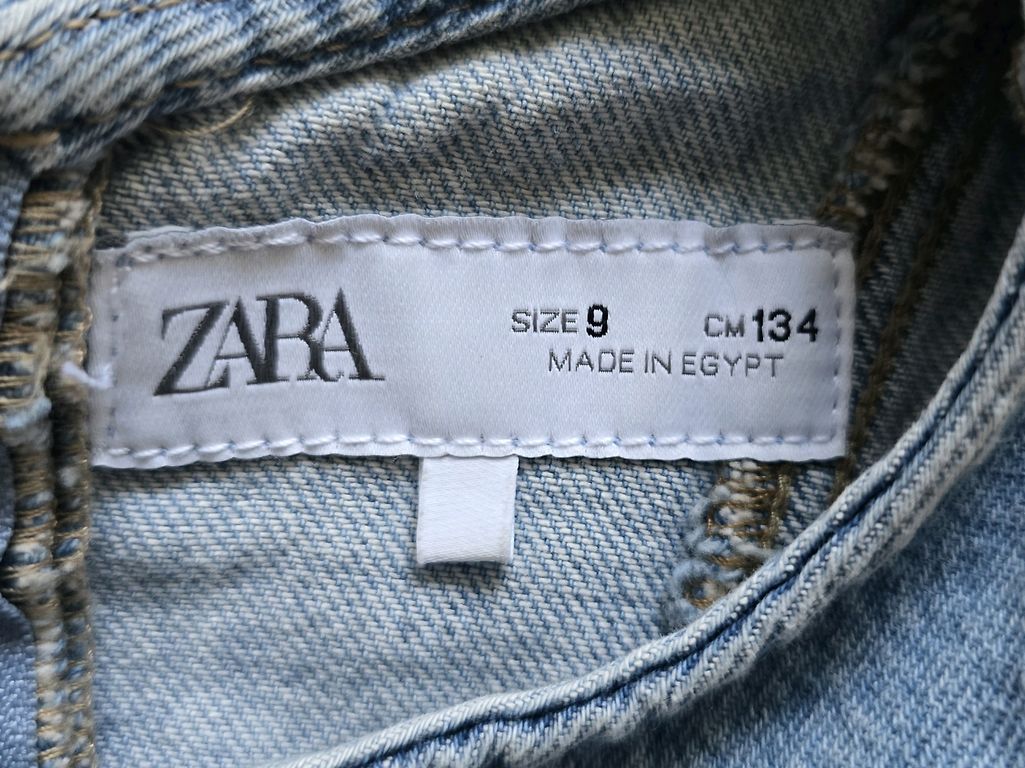 ZARA
SIZE 9 CM 134
MADE IN EGYPT